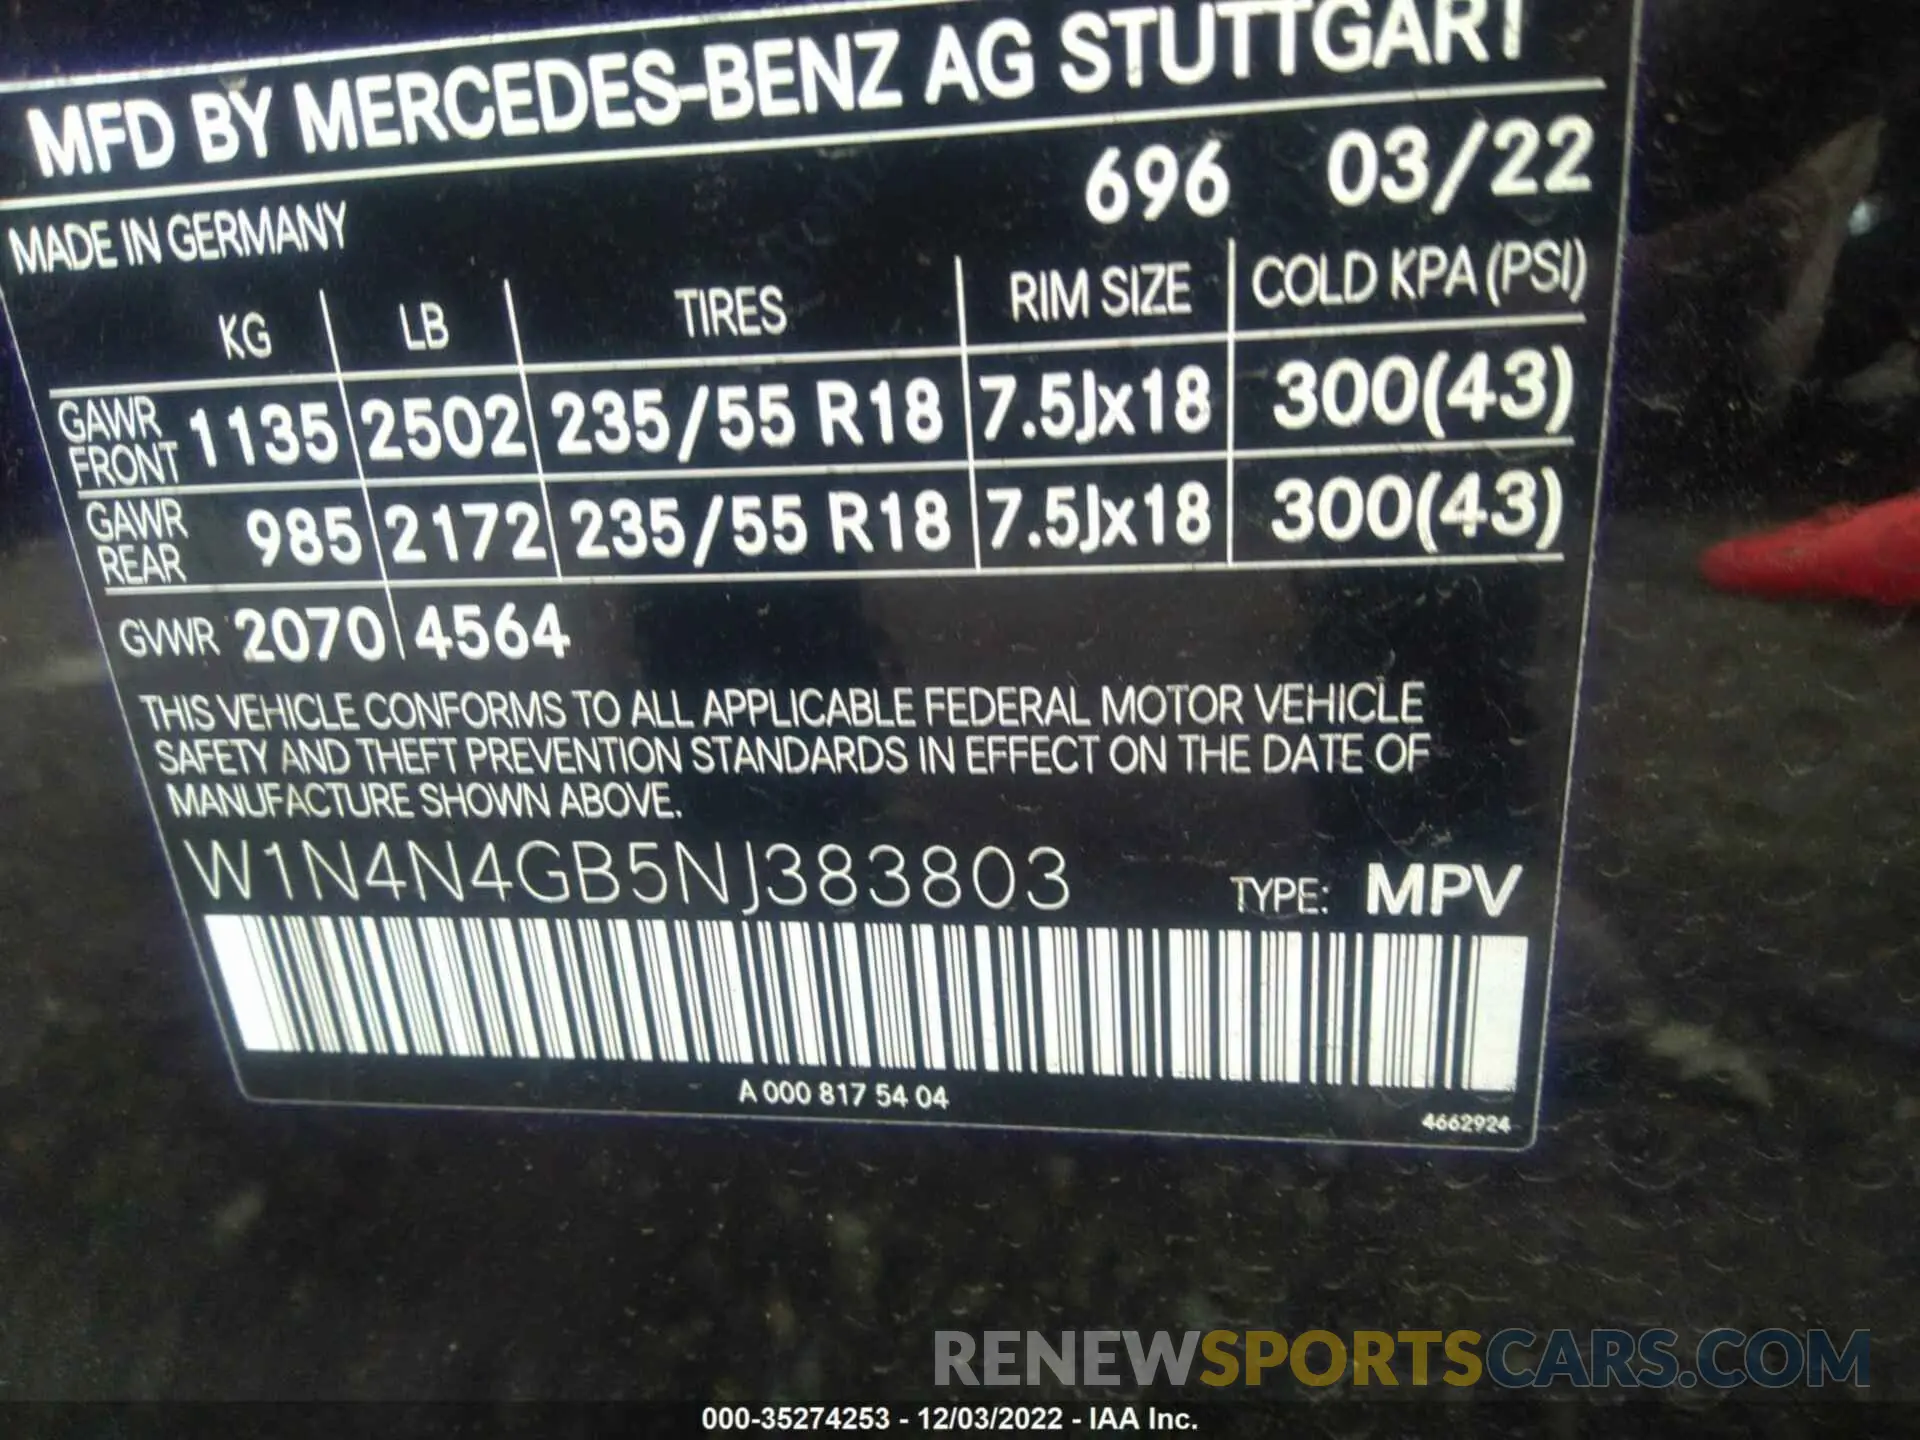 MFD BY MERCEDES-BENZ AG STUTTGART
696 03/22
MADE IN GERMANY
KG LB TIRES RIM SIZE COLD KPA (PSI)
GAWR FRONT 1135 2502 235/55 R18 7.5Jx18 300(43)
GAWR REAR 985 2172 235/55 R18 7.5Jx18 300(43)
GVWR 2070 4564
THIS VEHICLE CONFORMS TO ALL APPLICABLE FEDERAL MOTOR VEHICLE
SAFETY AND THEFT PREVENTION STANDARDS IN EFFECT ON THE DATE OF
MANUFACTURE SHOWN ABOVE.
W1N4N4GB5NJ383803 TYPE: MPV
A 000 817 54 04
4662924
RENEWSPORTSCARS.COM
000-35274253 - 12/03/2022 - IAA Inc.